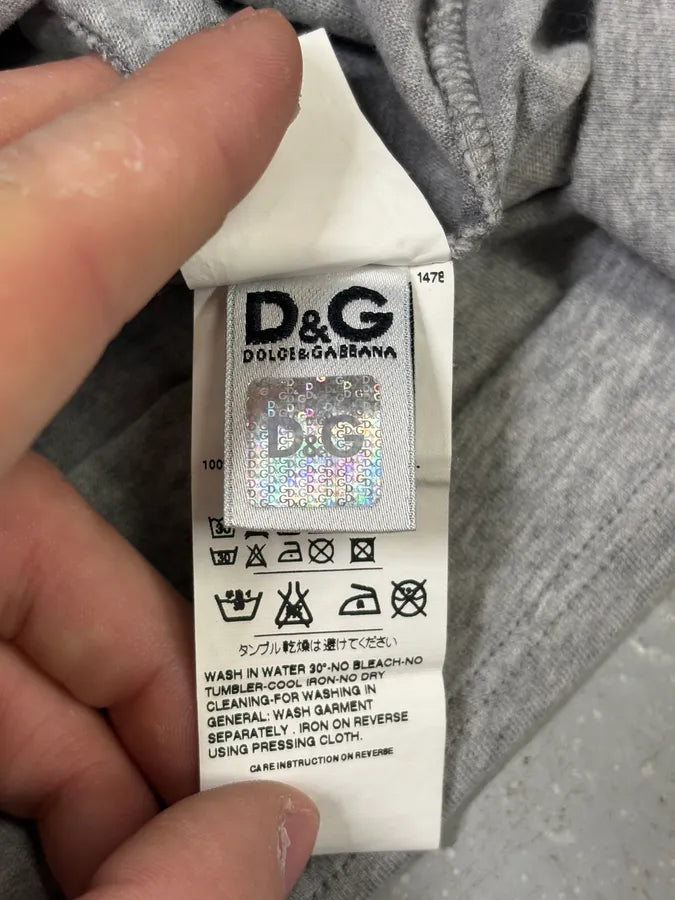 1478
D&G
DOLCE&GABBANA
D&G
100
30
30
タンブル乾燥は避けてください
WASH IN WATER 30°-NO BLEACH-NO
TUMBLER-COOL IRON-NO DRY
CLEANING-FOR WASHING IN
GENERAL: WASH GARMENT
SEPARATELY . IRON ON REVERSE
USING PRESSING CLOTH.
CARE INSTRUCTION ON REVERSE